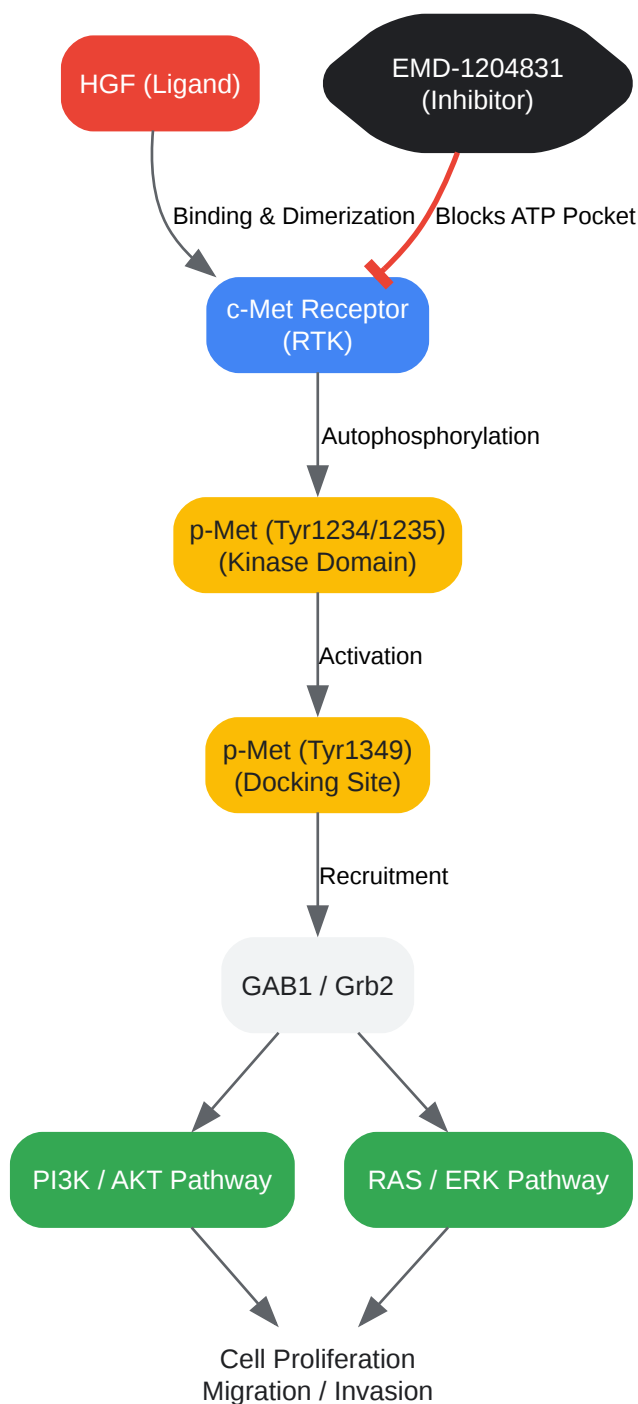 HGF (Ligand)
EMD-1204831
(Inhibitor)
Binding & Dimerization
Blocks ATP Pocket
c-Met Receptor
(RTK)
Autophosphorylation
p-Met (Tyr1234/1235)
(Kinase Domain)
Activation
p-Met (Tyr1349)
(Docking Site)
Recruitment
GAB1 / Grb2
PI3K / AKT Pathway
RAS / ERK Pathway
Cell Proliferation
Migration / Invasion